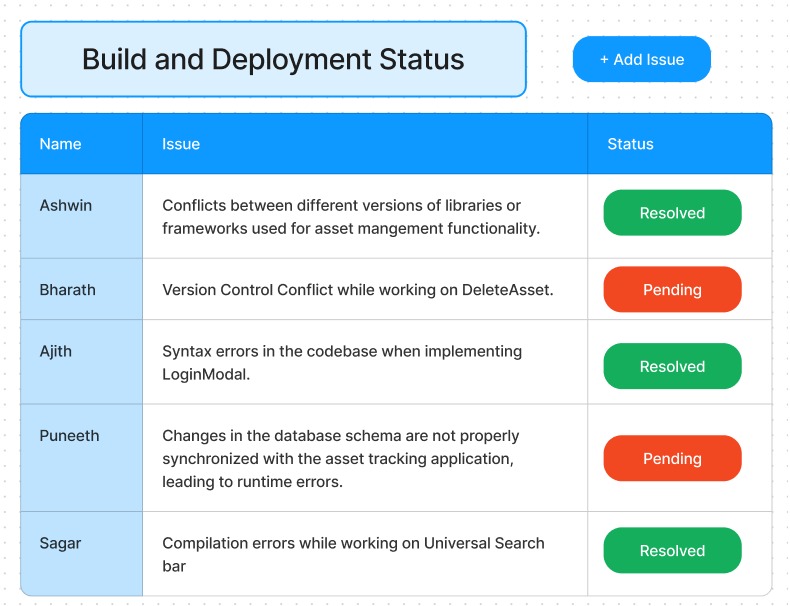 Build and Deployment Status
+ Add Issue
Name Issue Status
Ashwin
Conflicts between different versions of libraries or
frameworks used for asset mangement functionality.
Resolved
Bharath
Version Control Conflict while working on DeleteAsset.
Pending
Ajith
Syntax errors in the codebase when implementing
LoginModal.
Resolved
Puneeth
Changes in the database schema are not properly
synchronized with the asset tracking application,
leading to runtime errors.
Pending
Sagar
Compilation errors while working on Universal Search
bar
Resolved